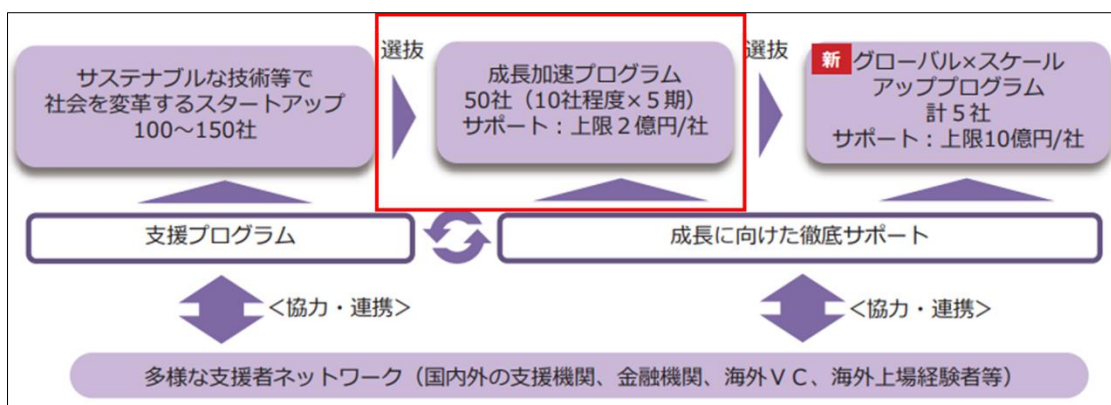 サステナブルな技術等で
社会を変革するスタートアップ
100～150社
選抜
成長加速プログラム
50社（10社程度×５期）
サポート：上限２億円/社
選抜
新 グローバル×スケール
アッププログラム
計５社
サポート：上限10億円/社
支援プログラム
成長に向けた徹底サポート
＜協力・連携＞
＜協力・連携＞
多様な支援者ネットワーク（国内外の支援機関、金融機関、海外ＶＣ、海外上場経験者等）